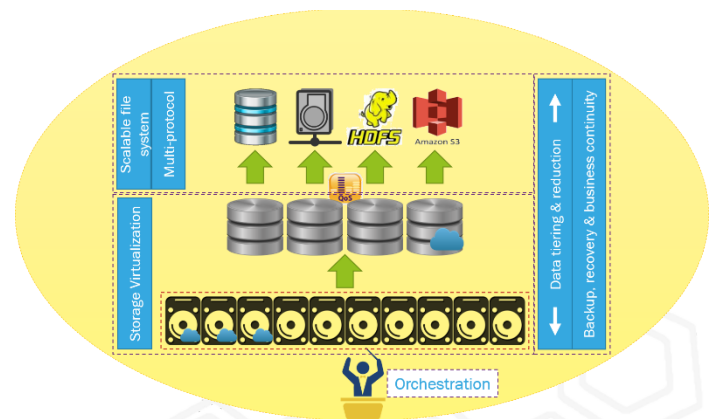 Scalable file
system
Multi-protocol
HDFS
Amazon S3
QoS
Storage Virtualization
Data tiering & reduction
Backup, recovery & business continuity
Orchestration